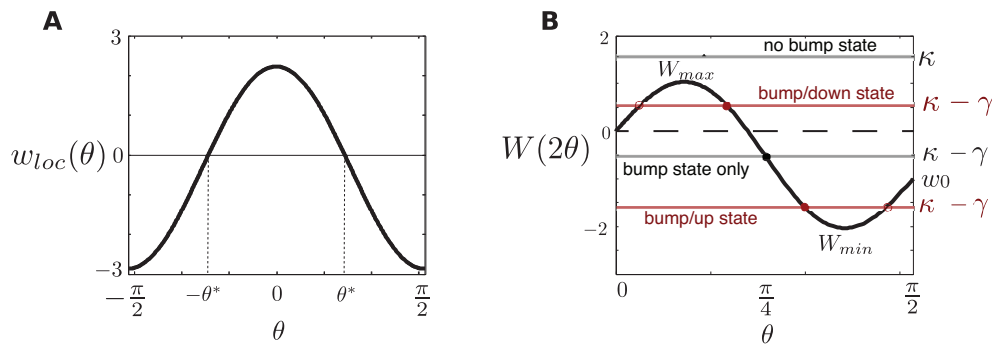 A
3
w_loc(θ) 0
−3
−π/2 −θ* 0 θ* π/2
θ
B
2
no bump state
κ
W_max
bump/down state
κ − γ
W(2θ)
0
κ − γ
bump state only
w0
κ − γ
bump/up state
−2
W_min
0 π/4 π/2
θ